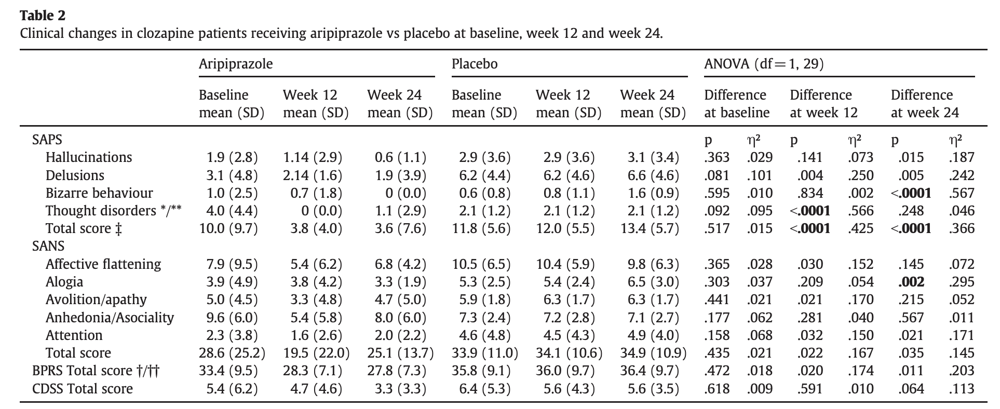 Table 2
Clinical changes in clozapine patients receiving aripiprazole vs placebo at baseline, week 12 and week 24.
Aripiprazole Placebo ANOVA (df=1, 29)
Baseline Week 12 Week 24 Baseline Week 12 Week 24 Difference Difference Difference
mean (SD) mean (SD) mean (SD) mean (SD) mean (SD) mean (SD) at baseline at week 12 at week 24
SAPS p η² p η² p η²
Hallucinations 1.9 (2.8) 1.14 (2.9) 0.6 (1.1) 2.9 (3.6) 2.9 (3.6) 3.1 (3.4) .363 .029 .141 .073 .015 .187
Delusions 3.1 (4.8) 2.14 (1.6) 1.9 (3.9) 6.2 (4.4) 6.2 (4.6) 6.6 (4.6) .081 .101 .004 .250 .005 .242
Bizarre behaviour 1.0 (2.5) 0.7 (1.8) 0 (0.0) 0.6 (0.8) 0.8 (1.1) 1.6 (0.9) .595 .010 .834 .002 <.0001 .567
Thought disorders */** 4.0 (4.4) 0 (0.0) 1.1 (2.9) 2.1 (1.2) 2.1 (1.2) 2.1 (1.2) .092 .095 <.0001 .566 .248 .046
Total score ‡ 10.0 (9.7) 3.8 (4.0) 3.6 (7.6) 11.8 (5.6) 12.0 (5.5) 13.4 (5.7) .517 .015 <.0001 .425 <.0001 .366
SANS
Affective flattening 7.9 (9.5) 5.4 (6.2) 6.8 (4.2) 10.5 (6.5) 10.4 (5.9) 9.8 (6.3) .365 .028 .030 .152 .145 .072
Alogia 3.9 (4.9) 3.8 (4.2) 3.3 (1.9) 5.3 (2.5) 5.4 (2.4) 6.5 (3.0) .303 .037 .209 .054 .002 .295
Avolition/apathy 5.0 (4.5) 3.3 (4.8) 4.7 (5.0) 5.9 (1.8) 6.3 (1.7) 6.3 (1.7) .441 .021 .021 .170 .215 .052
Anhedonia/Asociality 9.6 (6.0) 5.4 (5.8) 8.0 (6.0) 7.3 (2.4) 7.2 (2.8) 7.1 (2.7) .177 .062 .281 .040 .567 .011
Attention 2.3 (3.8) 1.6 (2.6) 2.0 (2.2) 4.6 (4.8) 4.5 (4.3) 4.9 (4.0) .158 .068 .032 .150 .021 .171
Total score 28.6 (25.2) 19.5 (22.0) 25.1 (13.7) 33.9 (11.0) 34.1 (10.6) 34.9 (10.9) .435 .021 .022 .167 .035 .145
BPRS Total score †/†† 33.4 (9.5) 28.3 (7.1) 27.8 (7.3) 35.8 (9.1) 36.0 (9.7) 36.4 (9.7) .472 .018 .020 .174 .011 .203
CDSS Total score 5.4 (6.2) 4.7 (4.6) 3.3 (3.3) 6.4 (5.3) 5.6 (4.3) 5.6 (3.5) .618 .009 .591 .010 .064 .113